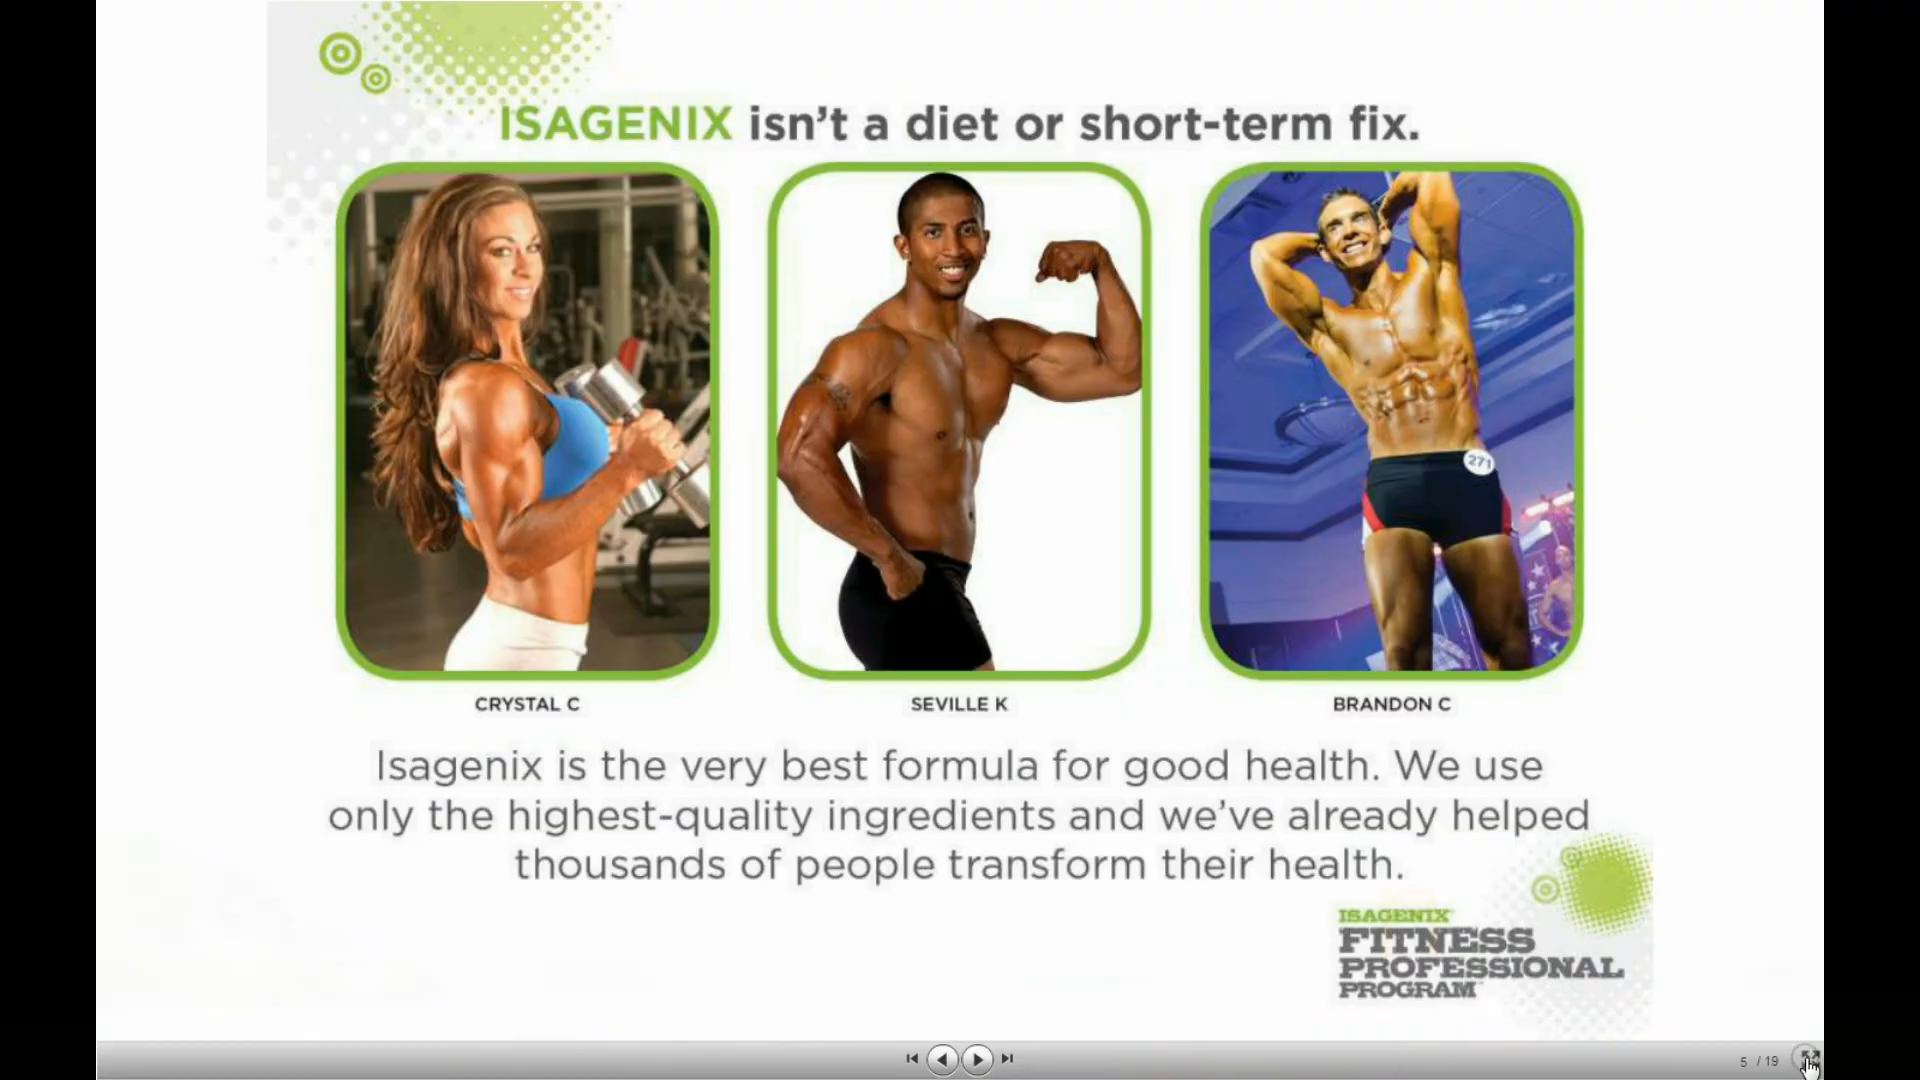 ISAGENIX isn't a diet or short-term fix.
271
CRYSTAL C
SEVILLE K
BRANDON C
Isagenix is the very best formula for good health. We use
only the highest-quality ingredients and we've already helped
thousands of people transform their health.
ISAGENIX
FITNESS
PROFESSIONAL
PROGRAM
5 / 19